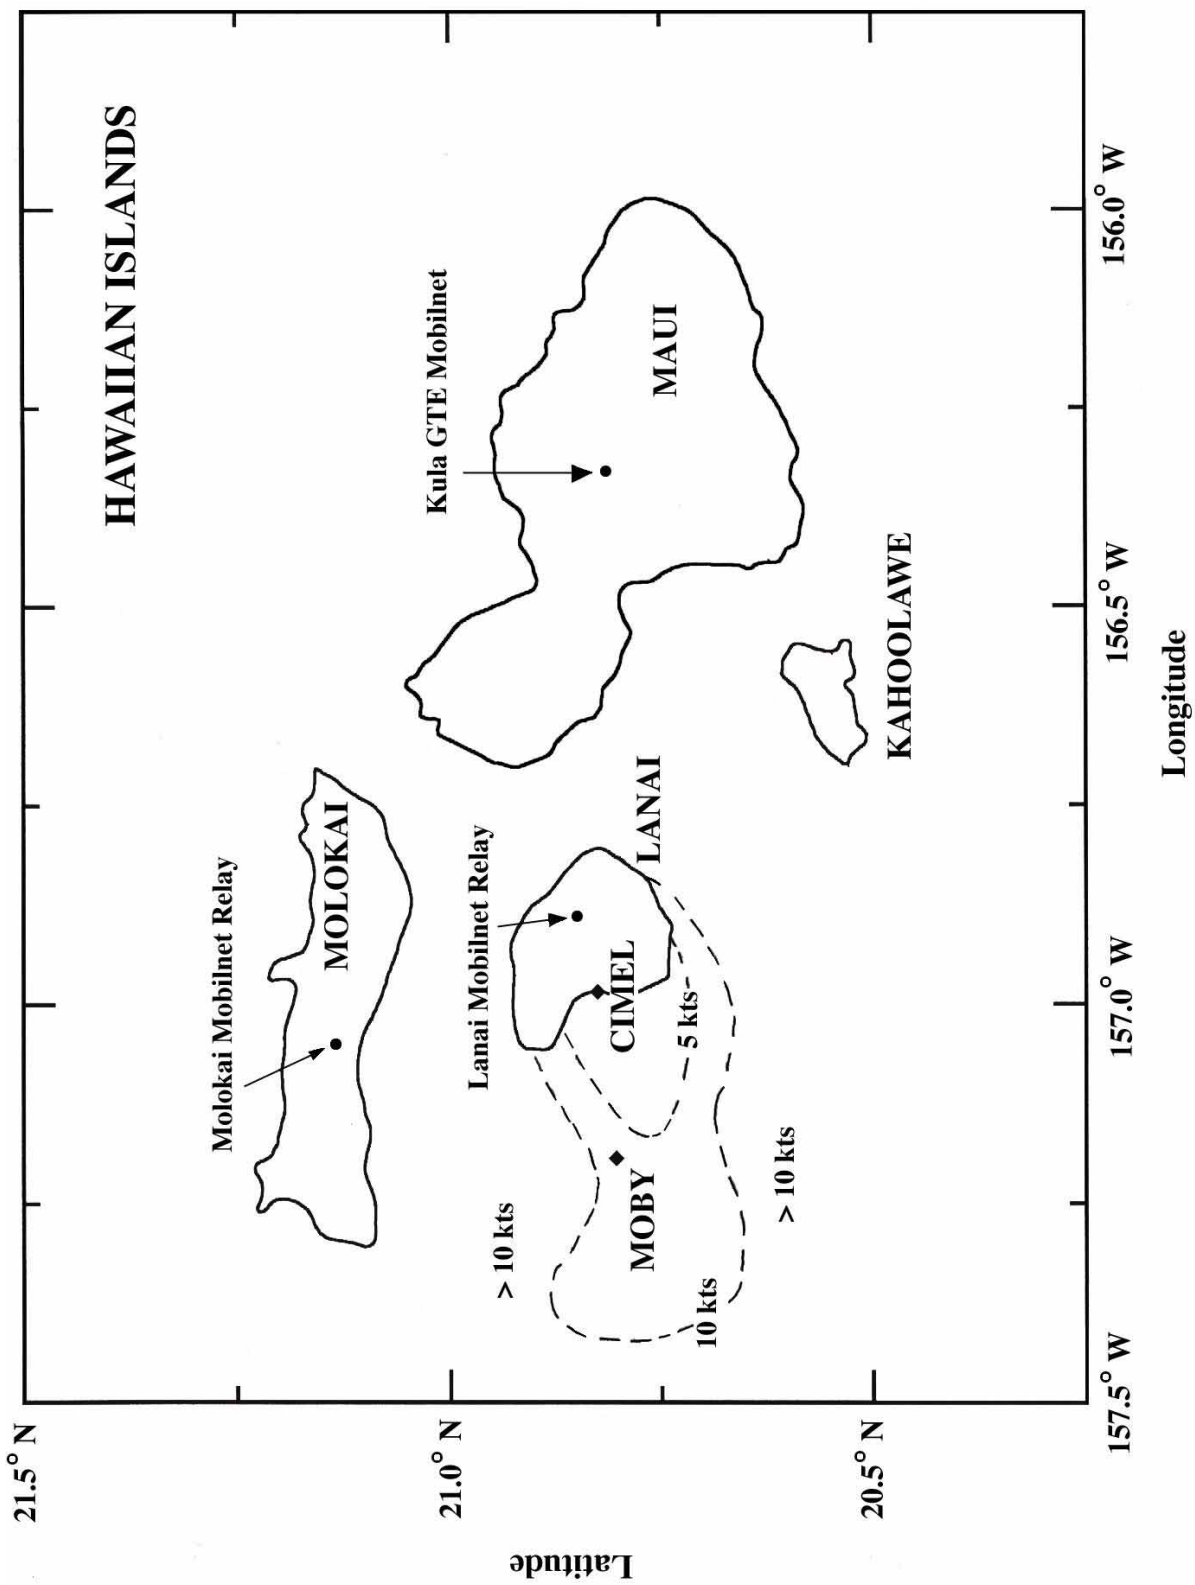 HAWAIIAN ISLANDS
Molokai Mobilnet Relay
MOLOKAI
Kula GTE Mobilnet
Lanai Mobilnet Relay
MAUI
LANAI
CIMEL
MOBY
5 kts
> 10 kts
10 kts
> 10 kts
KAHOOLAWE
21.5° N
21.0° N
20.5° N
Latitude
157.5° W
157.0° W
156.5° W
156.0° W
Longitude